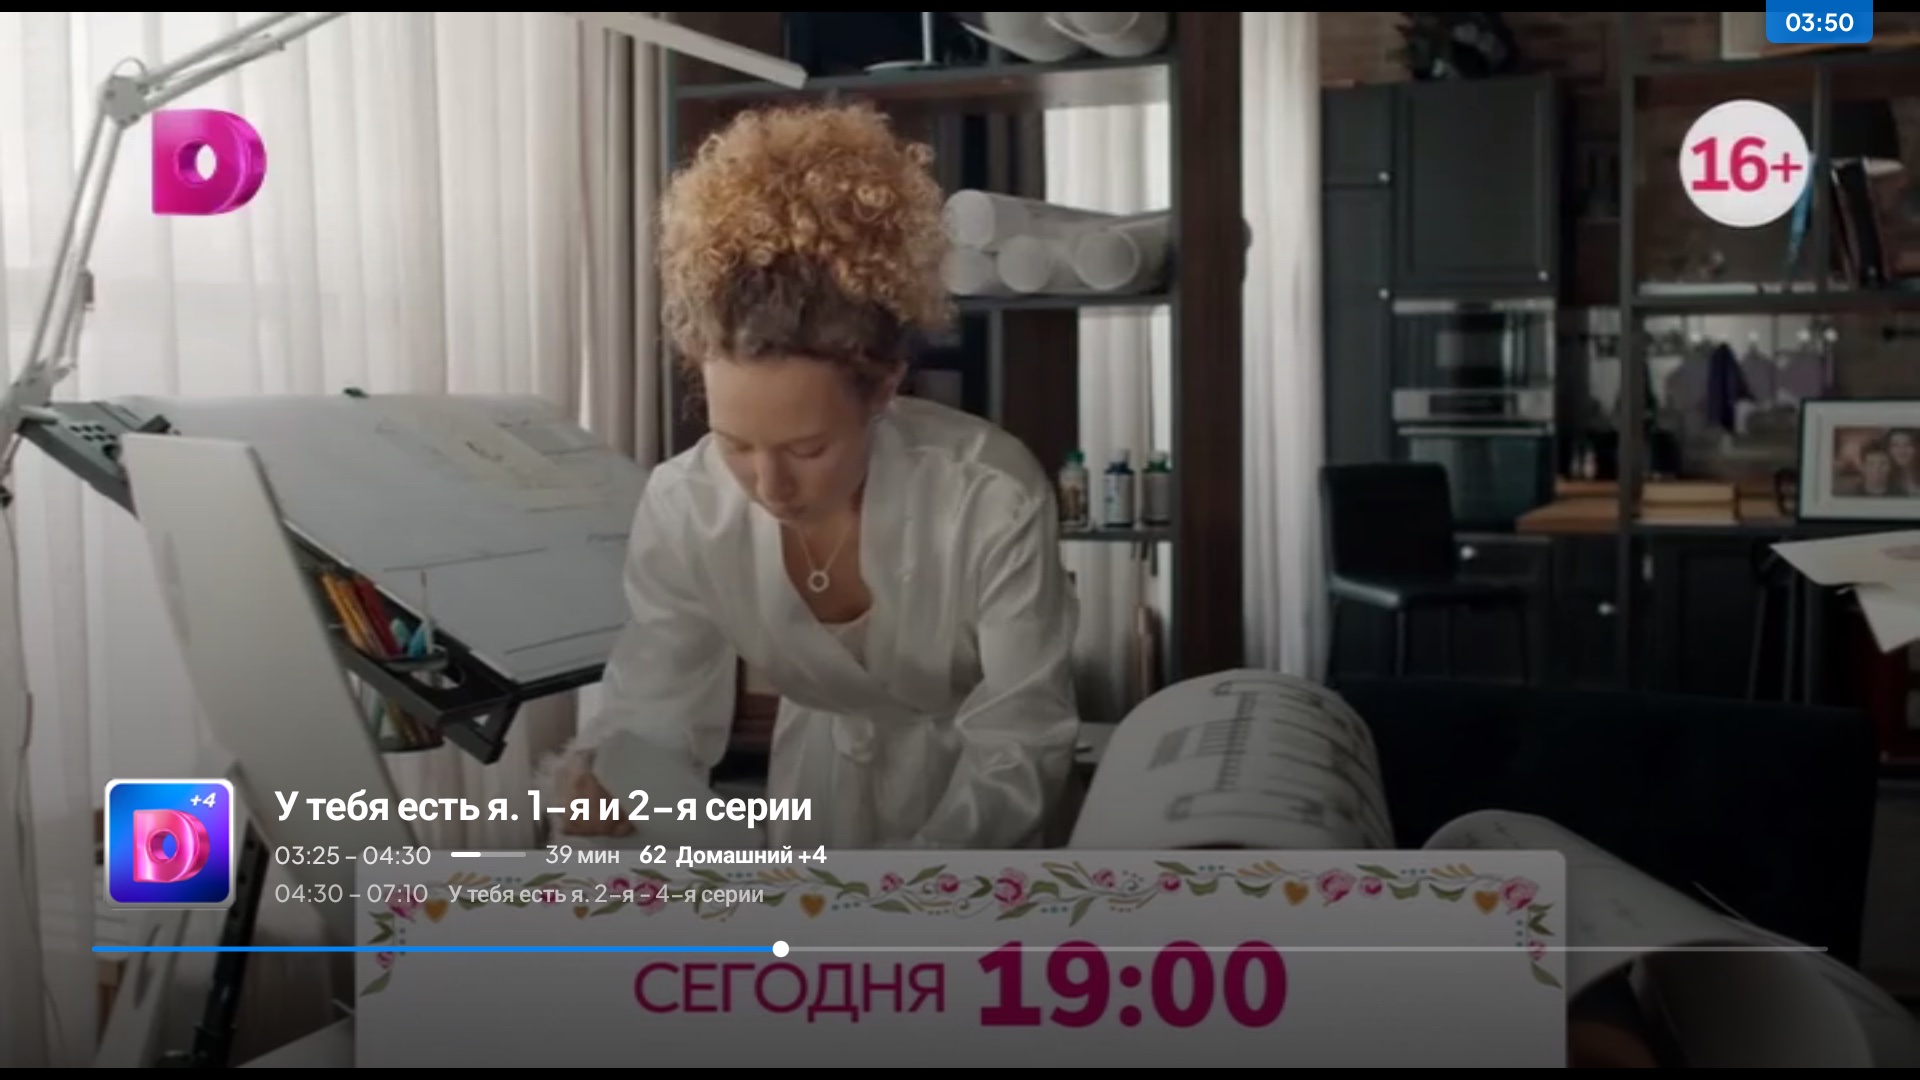 03:50
D
16+
+4
D
У тебя есть я. 1-я и 2-я серии
03:25 – 04:30 39 мин 62 Домашний +4
04:30 – 07:10 У тебя есть я. 2-я - 4-я серии
СЕГОДНЯ 19:00